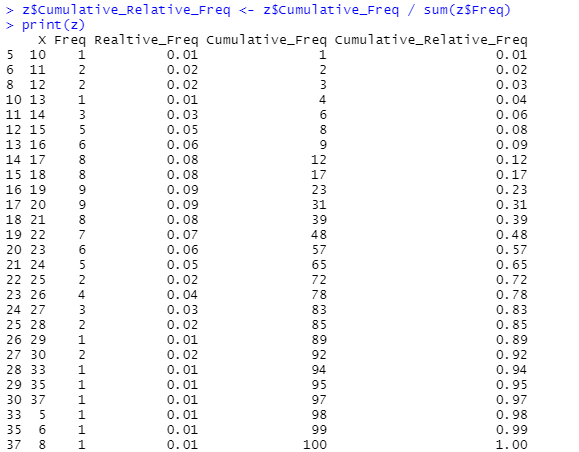 > z$Cumulative_Relative_Freq <- z$Cumulative_Freq / sum(z$Freq)
> print(z)
X Freq Realtive_Freq Cumulative_Freq Cumulative_Relative_Freq
5 10 1 0.01 1 0.01
6 11 2 0.02 2 0.02
8 12 2 0.02 3 0.03
10 13 1 0.01 4 0.04
11 14 3 0.03 6 0.06
12 15 5 0.05 8 0.08
13 16 6 0.06 9 0.09
14 17 8 0.08 12 0.12
15 18 8 0.08 17 0.17
16 19 9 0.09 23 0.23
17 20 9 0.09 31 0.31
18 21 8 0.08 39 0.39
19 22 7 0.07 48 0.48
20 23 6 0.06 57 0.57
21 24 5 0.05 65 0.65
22 25 2 0.02 72 0.72
23 26 4 0.04 78 0.78
24 27 3 0.03 83 0.83
25 28 2 0.02 85 0.85
26 29 1 0.01 89 0.89
27 30 2 0.02 92 0.92
28 33 1 0.01 94 0.94
29 35 1 0.01 95 0.95
30 37 1 0.01 97 0.97
33 5 1 0.01 98 0.98
35 6 1 0.01 99 0.99
37 8 1 0.01 100 1.00